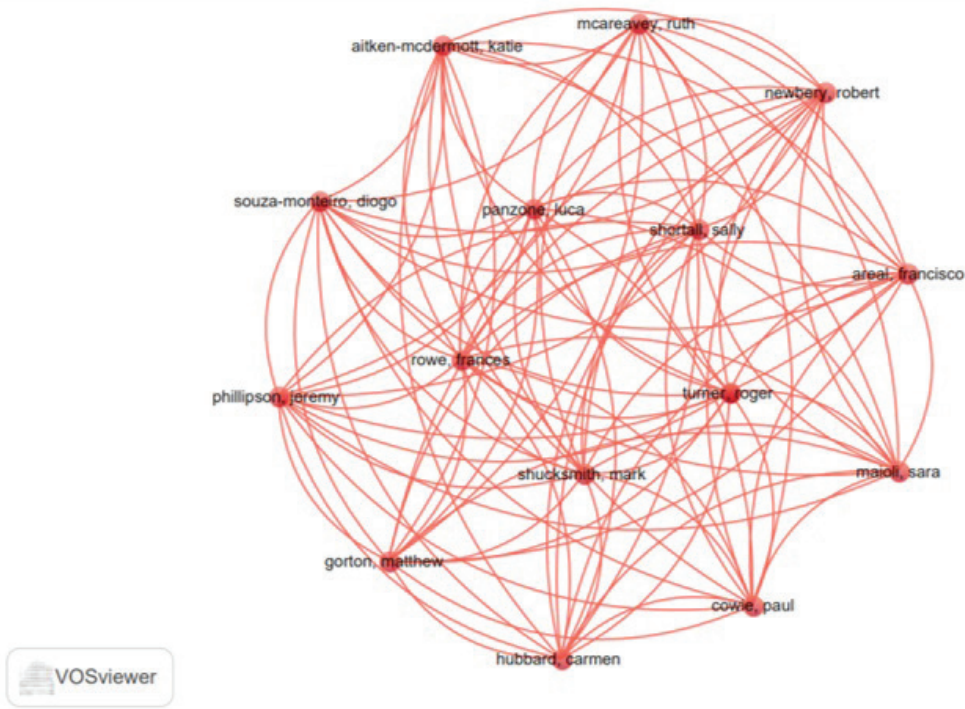 mcareavey, ruth
aitken-mcdermott, katie
newbery, robert
souza-monteiro, diogo
panzone, luca
shortall, sally
areal, francisco
rowe, frances
turner, roger
phillipson, jeremy
maioli, sara
shucksmith, mark
gorton, matthew
cowie, paul
hubbard, carmen
VOSviewer